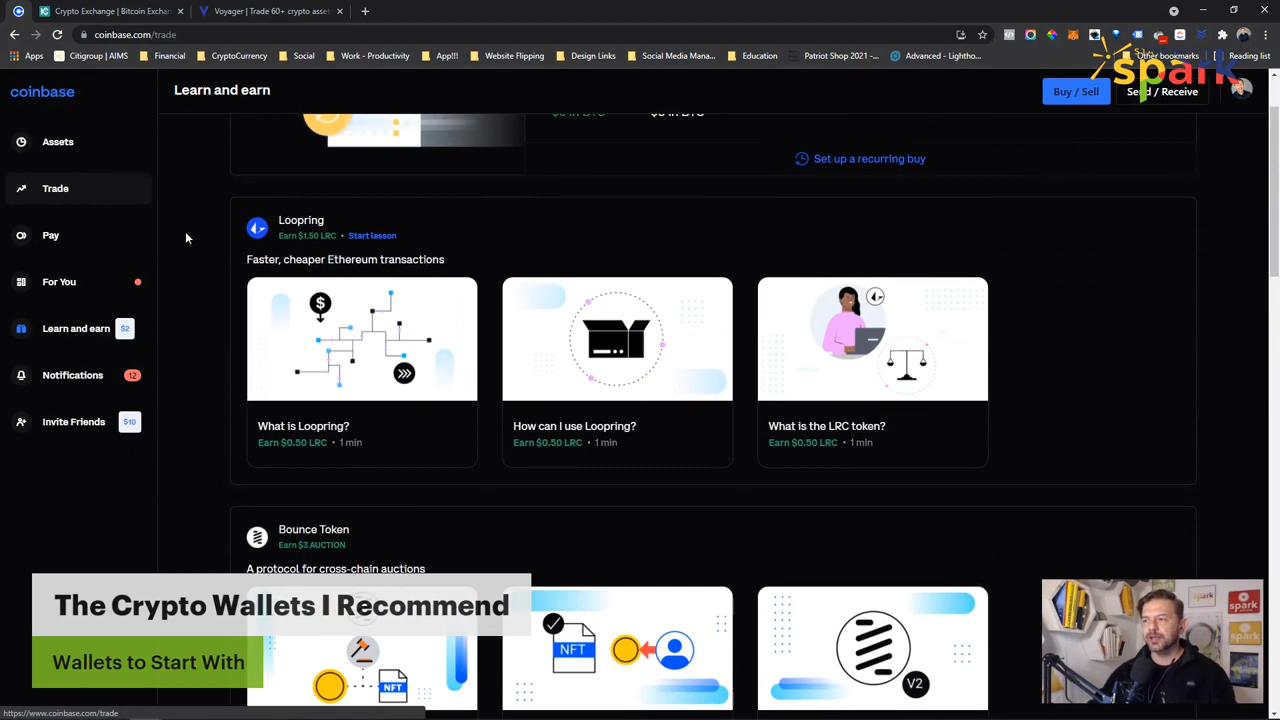 Crypto Exchange | Bitcoin Exchan
Voyager | Trade 60+ crypto asset
coinbase.com/trade
Apps
Citigroup | AIMS
Financial
CryptoCurrency
Social
Work - Productivity
App!!!
Website Flipping
Design Links
Social Media Mana...
Education
Patriot Shop 2021 -...
Advanced - Lightho...
Other bookmarks
Reading list
spark
coinbase
Learn and earn
Buy / Sell
Send / Receive
Assets
Trade
Pay
For You
Learn and earn $2
Notifications 12
Invite Friends $10
Set up a recurring buy
Loopring
Earn $1.50 LRC • Start lesson
Faster, cheaper Ethereum transactions
$
What is Loopring?
Earn $0.50 LRC • 1 min
How can I use Loopring?
Earn $0.50 LRC • 1 min
What is the LRC token?
Earn $0.50 LRC • 1 min
Bounce Token
Earn $3 AUCTION
A protocol for cross-chain auctions
NFT
NFT
V2
The Crypto Wallets I Recommend
Wallets to Start With
spark
spark
https://www.coinbase.com/trade